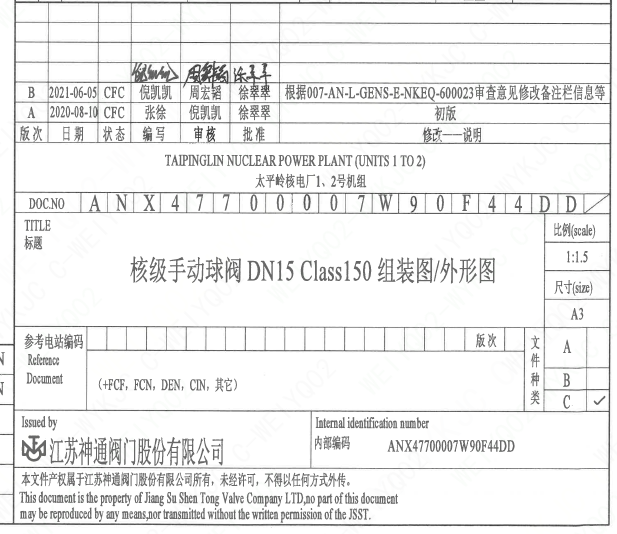 B 2021-06-05 CFC 倪凯凯 周宏韬 徐翠翠 根据007-AN-L-GENS-E-NKEQ-600023审查意见修改备注栏信息等
A 2020-08-10 CFC 张徐 倪凯凯 徐翠翠 初版
版次 日期 状态 编写 审核 批准 修改——说明
TAIPINGLIN NUCLEAR POWER PLANT (UNITS 1 TO 2)
太平岭核电厂1、2号机组
DOC.NO A N X 4 7 7 0 0 0 0 7 W 9 0 F 4 4 D D
TITLE
标题
比例(scale)
1:1.5
核级手动球阀 DN15 Class150 组装图/外形图
尺寸(size)
A3
参考电站编码
Reference
Document
版次
(+FCF, FCN, DEN, CIN, 其它)
文件种类
A
B
C ✓
Issued by
江苏神通阀门股份有限公司
Internal identification number
内部编码 ANX47700007W90F44DD
本文件产权属于江苏神通阀门股份有限公司所有，未经许可，不得以任何方式外传。
This document is the property of Jiang Su Shen Tong Valve Company LTD,no part of this document
may be reproduced by any means,nor transmitted without the written permission of the JSST.